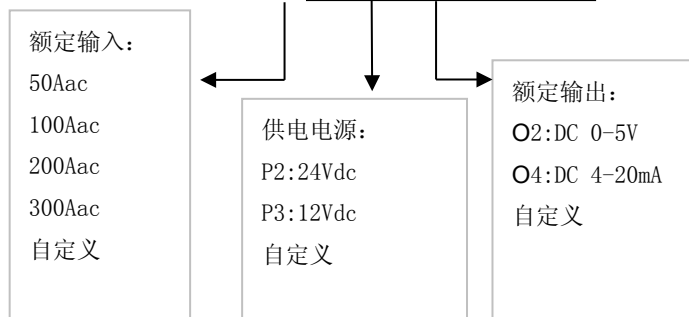 额定输入：
50Aac
100Aac
200Aac
300Aac
自定义
供电电源：
P2:24Vdc
P3:12Vdc
自定义
额定输出：
O2:DC 0-5V
O4:DC 4-20mA
自定义